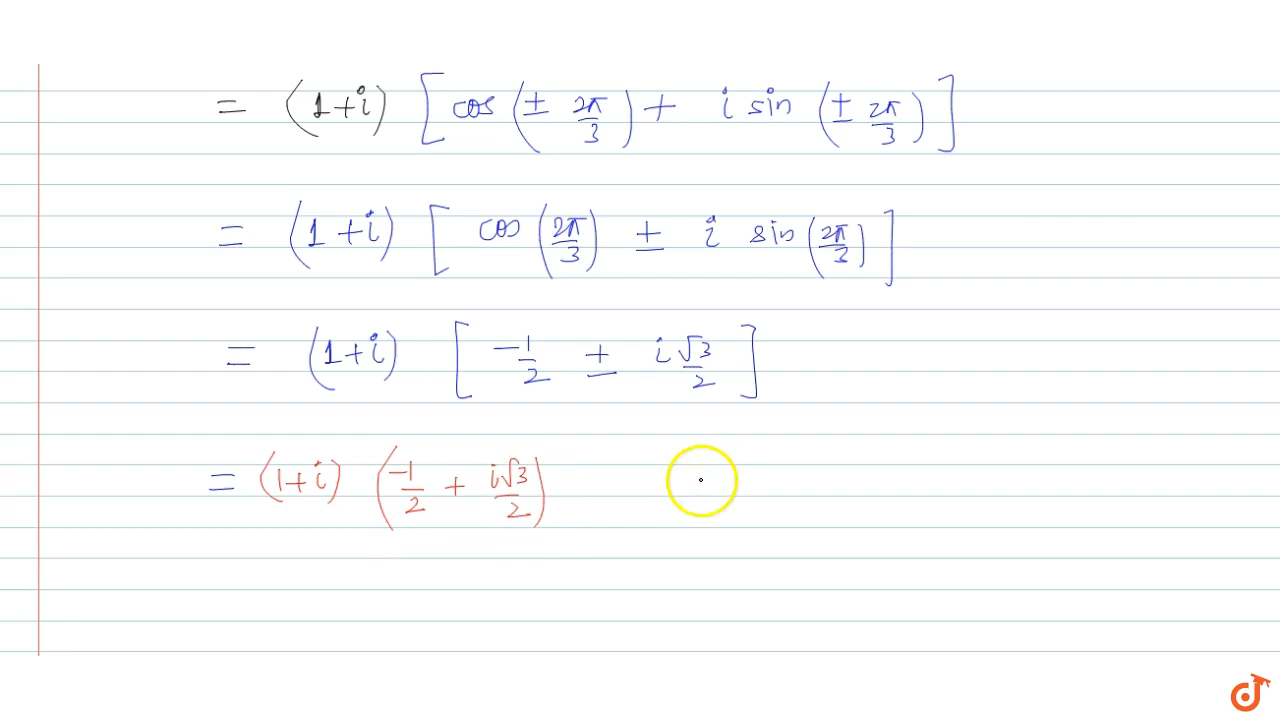 = (1+i) [cos(± 2π/3) + i sin(± 2π/3)]
= (1+i) [cos(2π/3) ± i sin(2π/3)]
= (1+i) [-1/2 ± i√3/2]
= (1+i) (-1/2 + i√3/2)